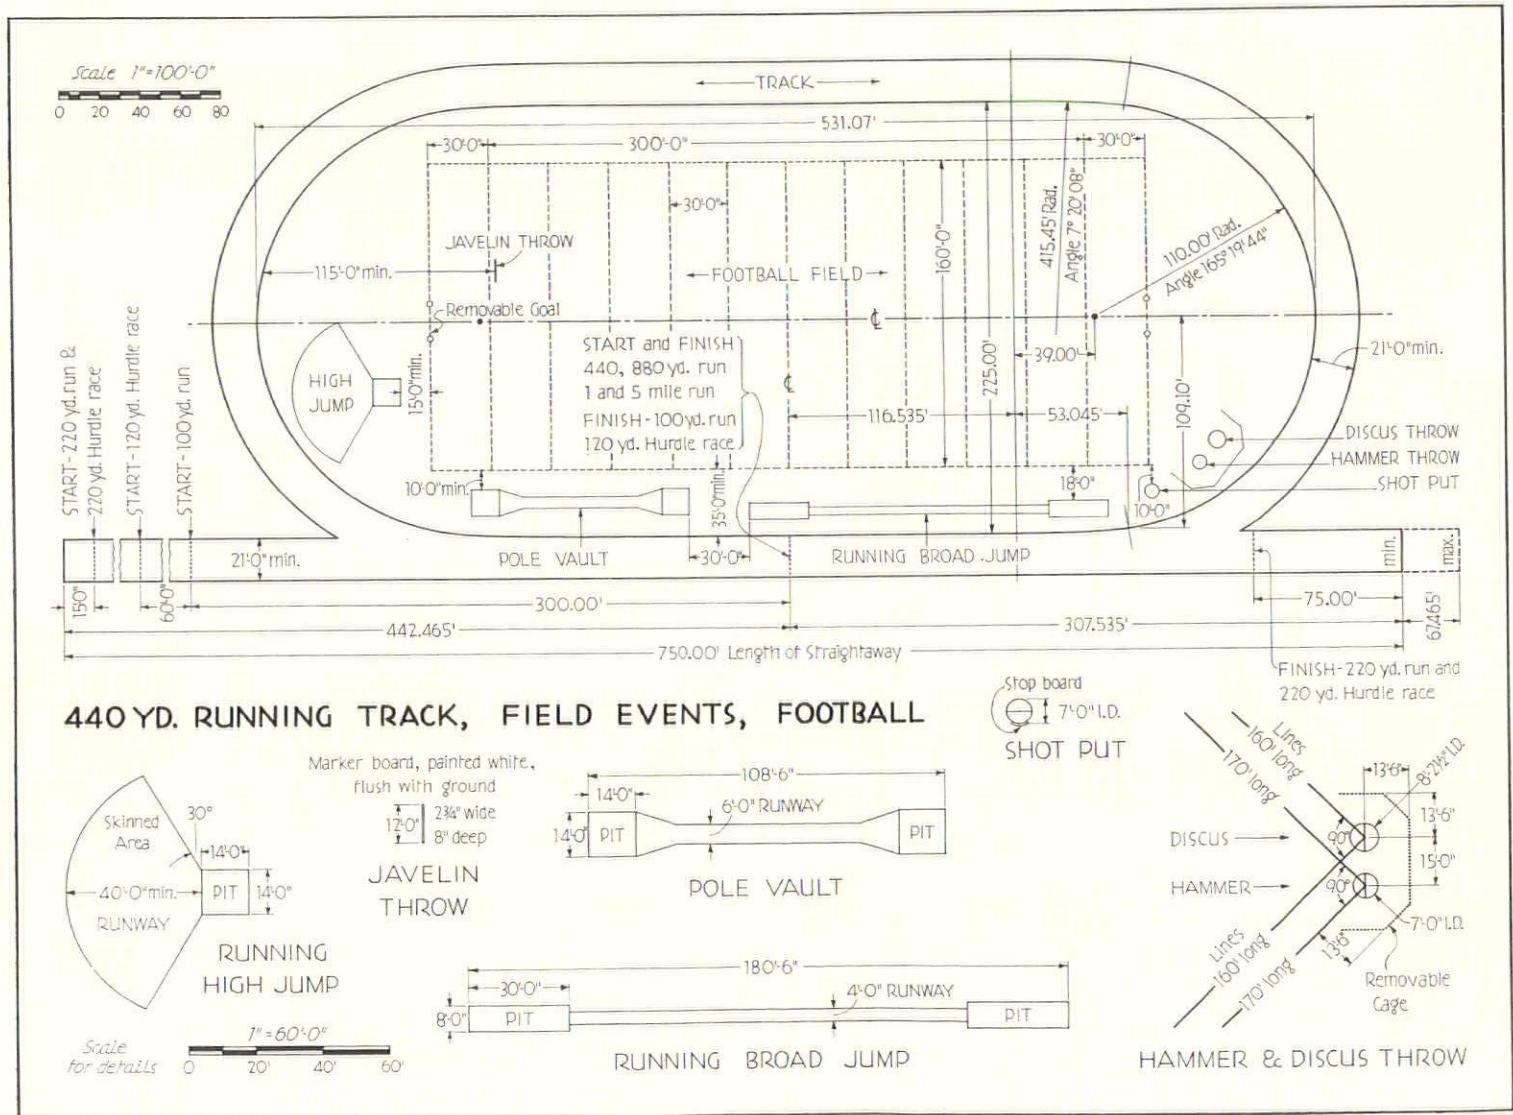 Scale 1"=100'-0"
0 20 40 60 80
TRACK
531.07'
30'-0" 300'-0" 30'-0"
30'-0"
JAVELIN THROW
115'-0" min.
FOOTBALL FIELD
160'-0"
225.00'
415.45' Rad.
Angle 7° 20' 08"
110.00' Rad.
Angle 165° 19' 44"
Removable Goal
℄
℄
START and FINISH
440, 880 yd. run
1 and 5 mile run
FINISH-100 yd. run
120 yd. Hurdle race
39.00'
21'-0" min.
HIGH
JUMP
15'-0" min.
116.535'
53.045'
109.10'
DISCUS THROW
HAMMER THROW
SHOT PUT
START-220 yd. run &
220 yd. Hurdle race
START-120 yd. Hurdle race
START-100 yd. run
10'-0" min.
35'-0" min.
18'-0"
10'-0"
21'-0" min.
POLE VAULT
30'-0"
RUNNING BROAD JUMP
min.
max.
15'-0"
60'-0"
300.00'
75.00'
67.465'
442.465'
307.535'
750.00' Length of Straightaway
FINISH-220 yd. run and
220 yd. Hurdle race
440 YD. RUNNING TRACK, FIELD EVENTS, FOOTBALL
Stop board
7'-0" I.D.
SHOT PUT
Skinned
Area
30°
14'-0"
40'-0" min.
PIT
14'-0"
RUNWAY
RUNNING
HIGH JUMP
Marker board, painted white,
flush with ground
12'-0"
2¾" wide
8" deep
JAVELIN
THROW
108'-6"
14'-0"
6'-0" RUNWAY
14'-0"
PIT
PIT
POLE VAULT
180'-6"
30'-0"
4'-0" RUNWAY
8'-0"
PIT
PIT
RUNNING BROAD JUMP
Lines
160' long
170' long
13'-6"
8'-2½" I.D.
13'-6"
DISCUS
90°
15'-0"
HAMMER
90°
7'-0" I.D.
Lines
160' long
170' long
13'-6"
Removable
Cage
HAMMER & DISCUS THROW
Scale
for details
1"=60'-0"
0 20' 40' 60'